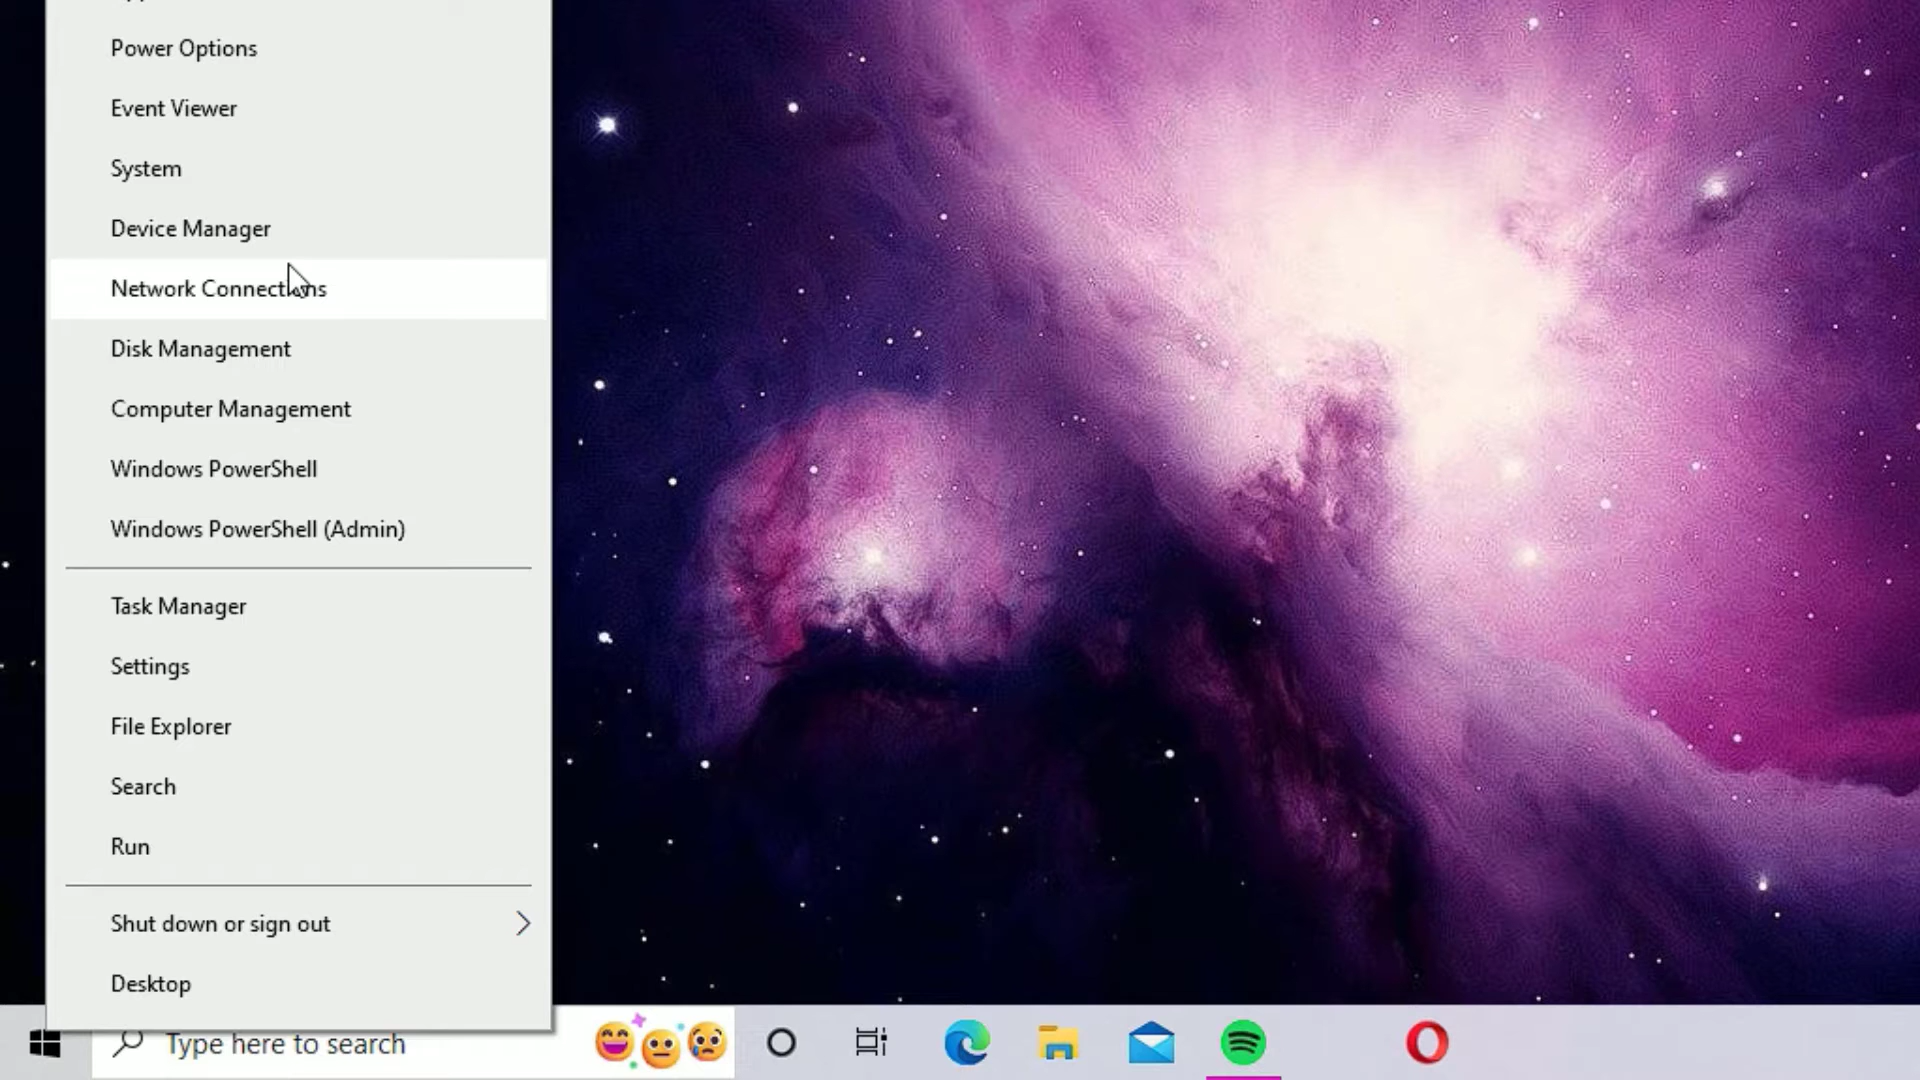 Power Options
Event Viewer
System
Device Manager
Network Connections
Disk Management
Computer Management
Windows PowerShell
Windows PowerShell (Admin)
Task Manager
Settings
File Explorer
Search
Run
Shut down or sign out
Desktop
Type here to search